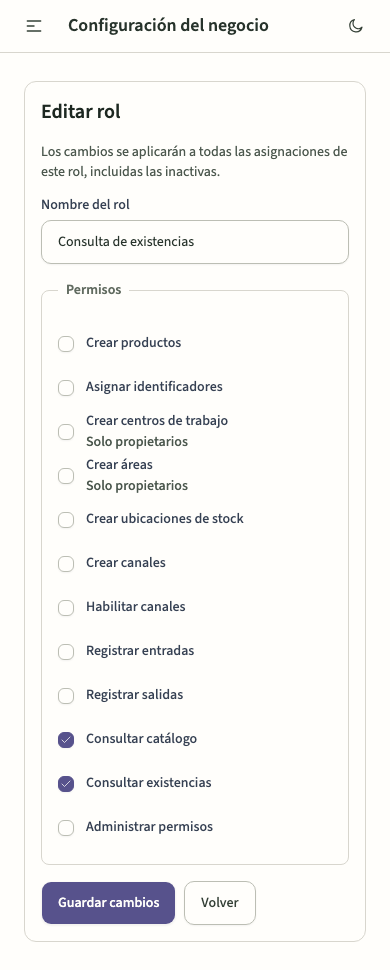 Configuración del negocio
Editar rol
Los cambios se aplicarán a todas las asignaciones de
este rol, incluidas las inactivas.
Nombre del rol
Consulta de existencias
Permisos
Crear productos
Asignar identificadores
Crear centros de trabajo
Solo propietarios
Crear áreas
Solo propietarios
Crear ubicaciones de stock
Crear canales
Habilitar canales
Registrar entradas
Registrar salidas
Consultar catálogo
Consultar existencias
Administrar permisos
Guardar cambios
Volver